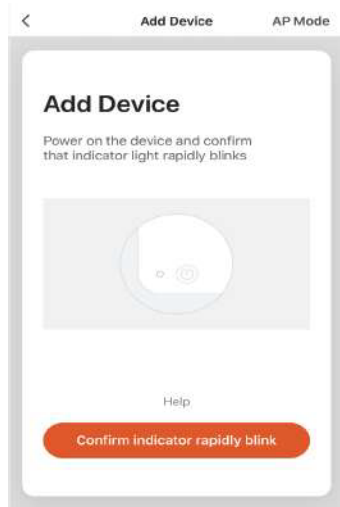 Add Device AP Mode
Add Device
Power on the device and confirm
that indicator light rapidly blinks
Help
Confirm indicator rapidly blink